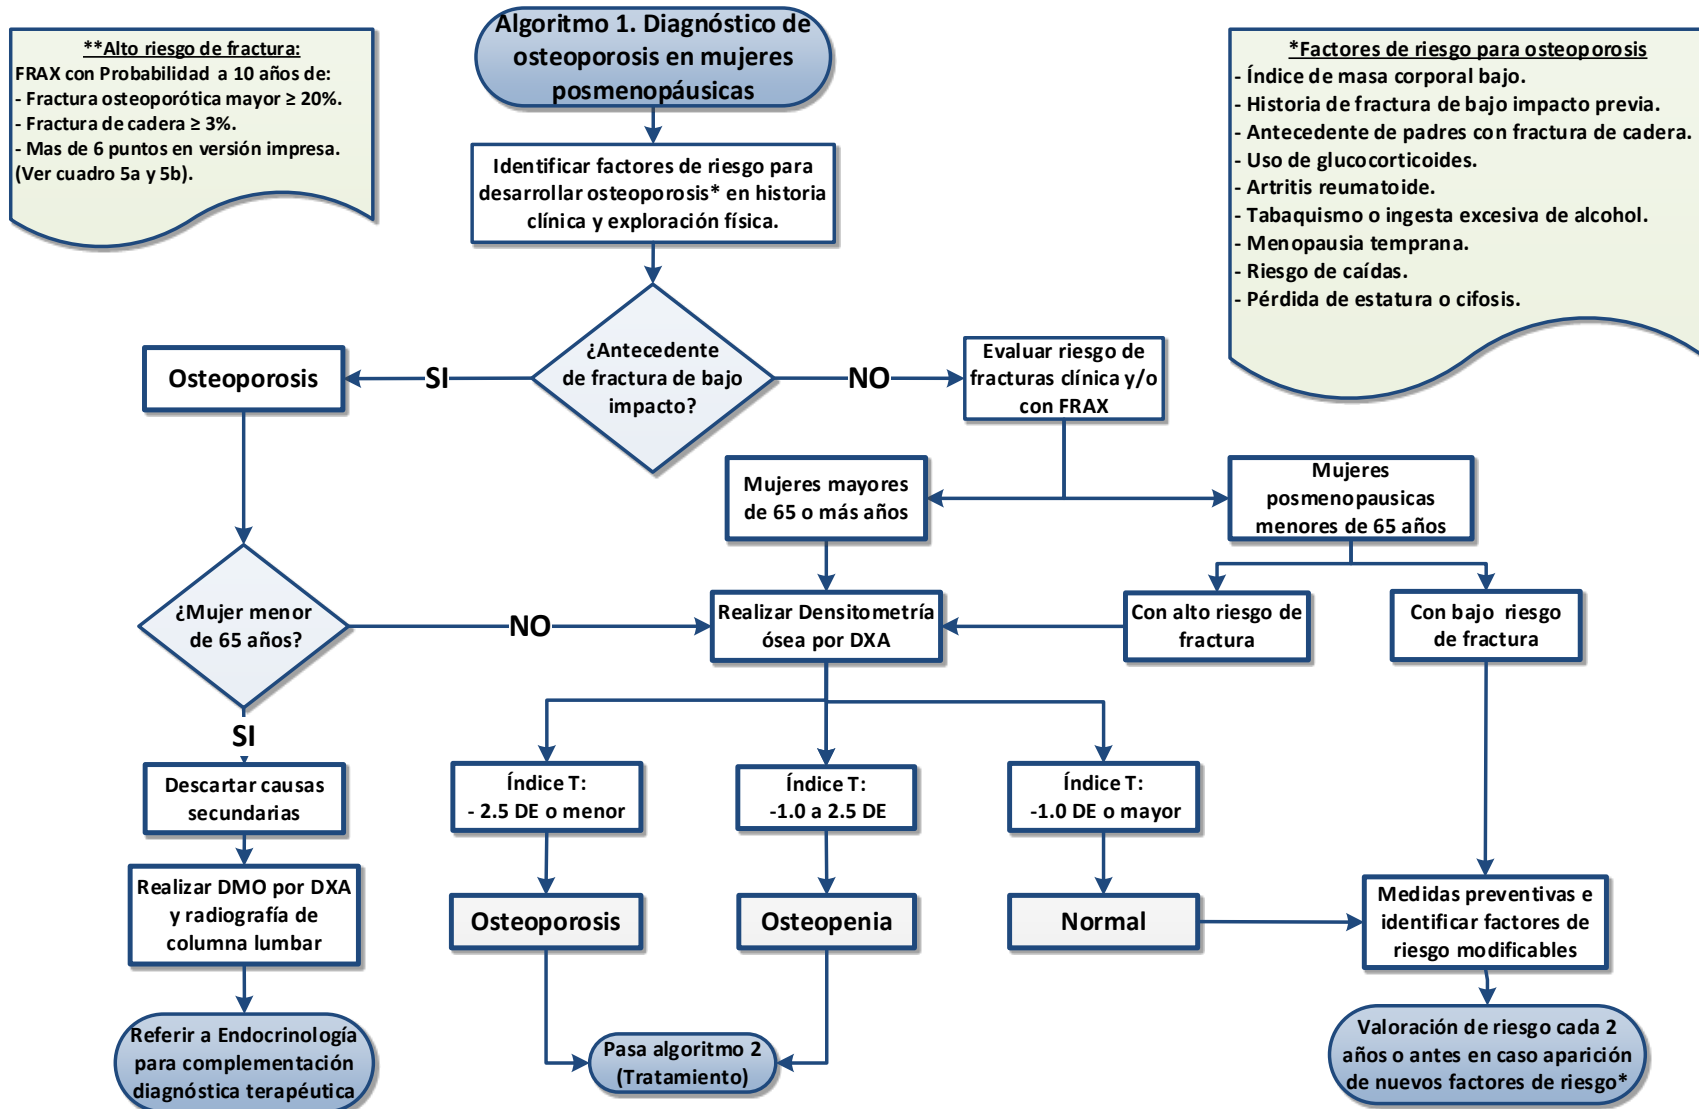 Algoritmo 1. Diagnóstico de
osteoporosis en mujeres
posmenopáusicas
**Alto riesgo de fractura:
FRAX con Probabilidad a 10 años de:
- Fractura osteoporótica mayor ≥ 20%.
- Fractura de cadera ≥ 3%.
- Mas de 6 puntos en versión impresa.
(Ver cuadro 5a y 5b).
*Factores de riesgo para osteoporosis
- Índice de masa corporal bajo.
- Historia de fractura de bajo impacto previa.
- Antecedente de padres con fractura de cadera.
- Uso de glucocorticoides.
- Artritis reumatoide.
- Tabaquismo o ingesta excesiva de alcohol.
- Menopausia temprana.
- Riesgo de caídas.
- Pérdida de estatura o cifosis.
Identificar factores de riesgo para
desarrollar osteoporosis* en historia
clínica y exploración física.
¿Antecedente
de fractura de bajo
impacto?
SI
NO
Osteoporosis
Evaluar riesgo de
fracturas clínica y/o
con FRAX
Mujeres mayores
de 65 o más años
Mujeres
posmenopausicas
menores de 65 años
¿Mujer menor
de 65 años?
NO
Realizar Densitometría
ósea por DXA
Con alto riesgo de
fractura
Con bajo riesgo
de fractura
SI
Descartar causas
secundarias
Índice T:
- 2.5 DE o menor
Índice T:
-1.0 a 2.5 DE
Índice T:
-1.0 DE o mayor
Realizar DMO por DXA
y radiografía de
columna lumbar
Osteoporosis
Osteopenia
Normal
Medidas preventivas e
identificar factores de
riesgo modificables
Referir a Endocrinología
para complementación
diagnóstica terapéutica
Pasa algoritmo 2
(Tratamiento)
Valoración de riesgo cada 2
años o antes en caso aparición
de nuevos factores de riesgo*